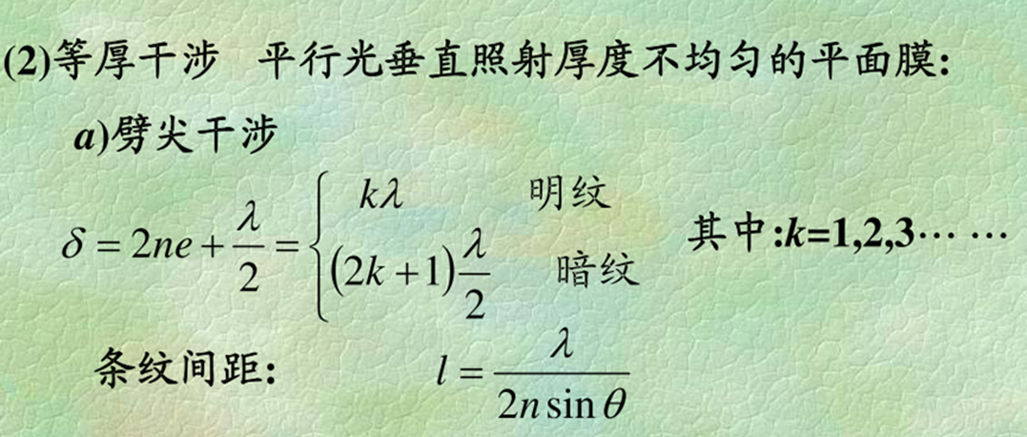 (2)等厚干涉 平行光垂直照射厚度不均匀的平面膜:
a)劈尖干涉
δ = 2ne + λ/2 = { kλ 明纹
(2k+1)λ/2 暗纹
其中:k=1,2,3⋯ ⋯
条纹间距: l = λ/(2n sin θ)